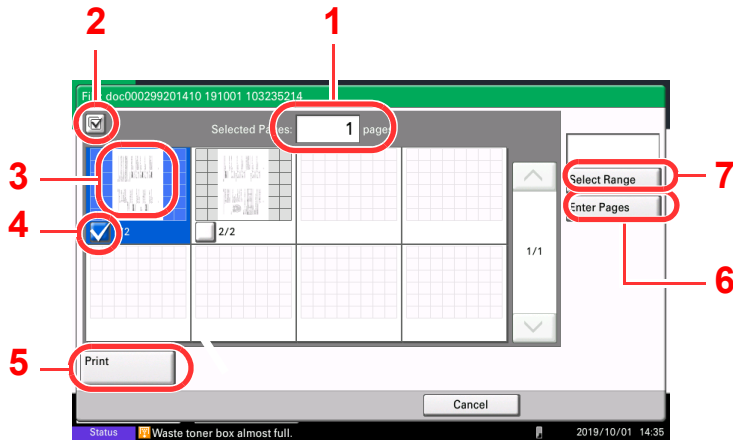 1
2
File: doc000299201410 191001 103235214
Selected Pages: 1 pages
3
7
Select Range
4
2/2
Enter Pages
1/1
6
5
Print
Cancel
Status Waste toner box almost full. 2019/10/01 14:35